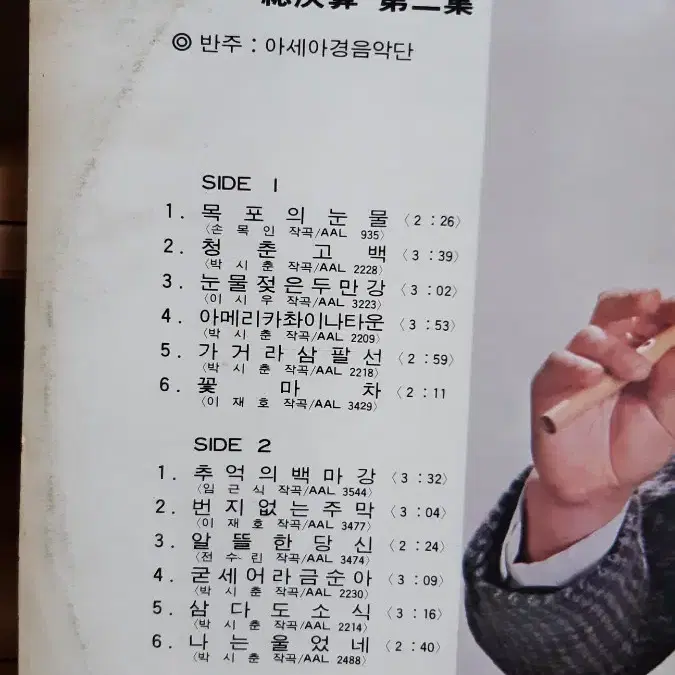 總決算 第二集
◎ 반주 : 아세아경음악단
SIDE 1
1. 목포의눈물 〈2:26〉
〈손목인 작곡/AAL 935〉
2. 청춘고백 〈3:39〉
〈박시춘 작곡/AAL 2228〉
3. 눈물젖은두만강 〈3:02〉
〈이시우 작곡/AAL 3223〉
4. 아메리카촤이나타운 〈3:53〉
〈박시춘 작곡/AAL 2209〉
5. 가거라삼팔선 〈2:59〉
〈박시춘 작곡/AAL 2218〉
6. 꽃마차 〈2:11
〈이재호 작곡/AAL 3429〉
SIDE 2
1. 추억의백마강 〈3:32〉
〈임근식 작곡/AAL 3544〉
2. 번지없는주막 〈3:04〉
〈이재호 작곡/AAL 3477〉
3. 알뜰한당신 〈2:24〉
〈전수린 작곡/AAL 3474〉
4. 굳세어라금순아 〈3:09〉
〈박시춘 작곡/AAL 2230〉
5. 삼다도소식 〈3:16〉
〈박시춘 작곡/AAL 2214〉
6. 나는울었네 〈2:40〉
〈박시춘 작곡/AAL 2488〉